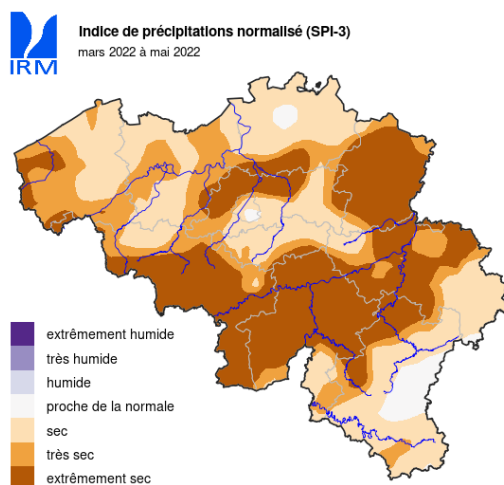 Indice de précipitations normalisé (SPI-3)
mars 2022 à mai 2022
IRM
extrêmement humide
très humide
humide
proche de la normale
sec
très sec
extrêmement sec